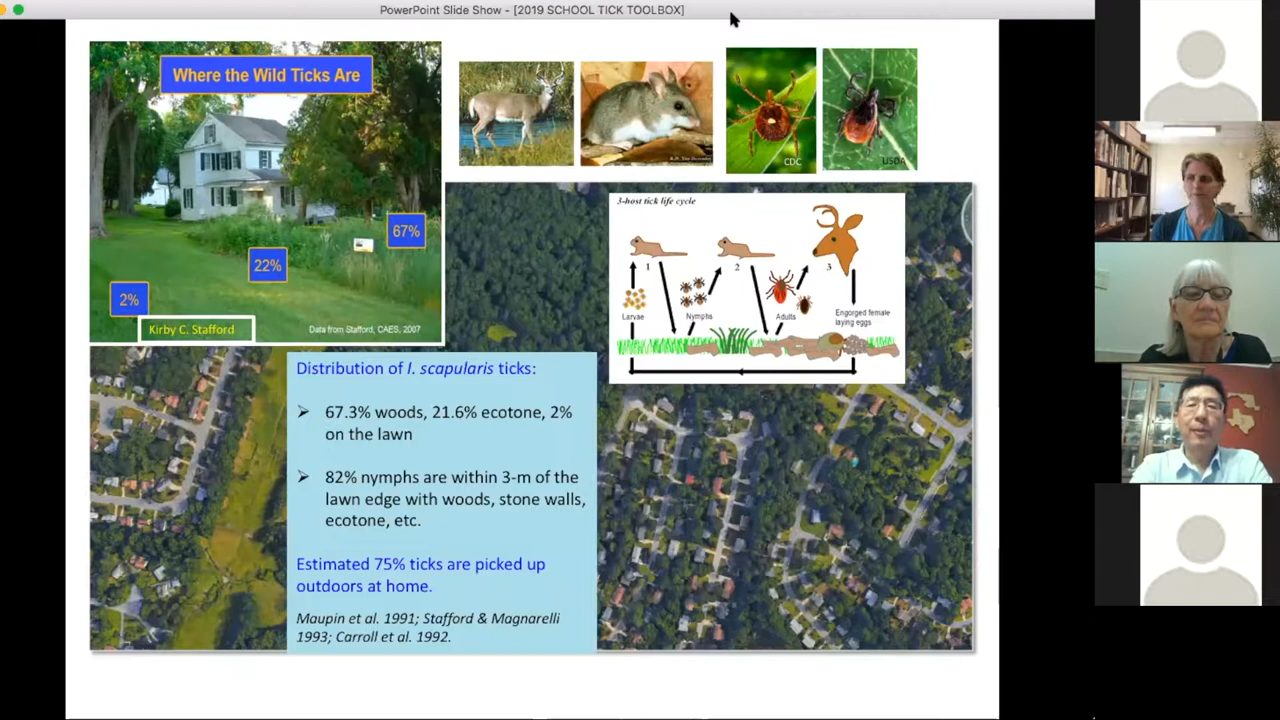 PowerPoint Slide Show - [2019 SCHOOL TICK TOOLBOX]
Where the Wild Ticks Are
67%
22%
2%
Kirby C. Stafford
Data from Stafford, CAES, 2007
CDC
USDA
3-host tick life cycle
1
2
3
Larvae
Nymphs
Adults
Engorged female
laying eggs
Distribution of I. scapularis ticks:
➢ 67.3% woods, 21.6% ecotone, 2%
on the lawn
➢ 82% nymphs are within 3-m of the
lawn edge with woods, stone walls,
ecotone, etc.
Estimated 75% ticks are picked up
outdoors at home.
Maupin et al. 1991; Stafford & Magnarelli
1993; Carroll et al. 1992.